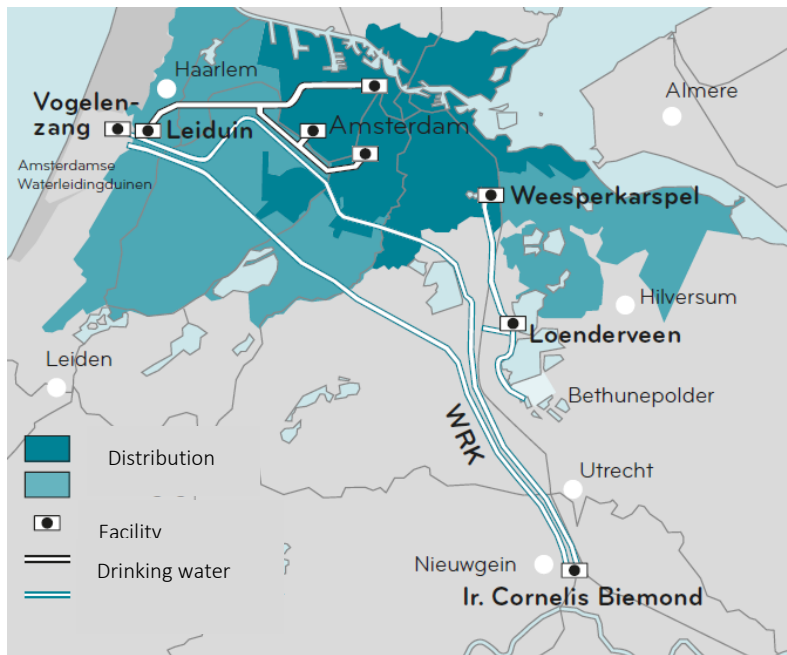 Haarlem
Almere
Vogelen-
zang
Leiduin
Amsterdam
Amsterdamse
Waterleidingduinen
Weesperkarspel
Hilversum
Loenderveen
Leiden
Bethunepolder
WRK
Distribution
Utrecht
Facility
Drinking water
Nieuwgein
Ir. Cornelis Biemond